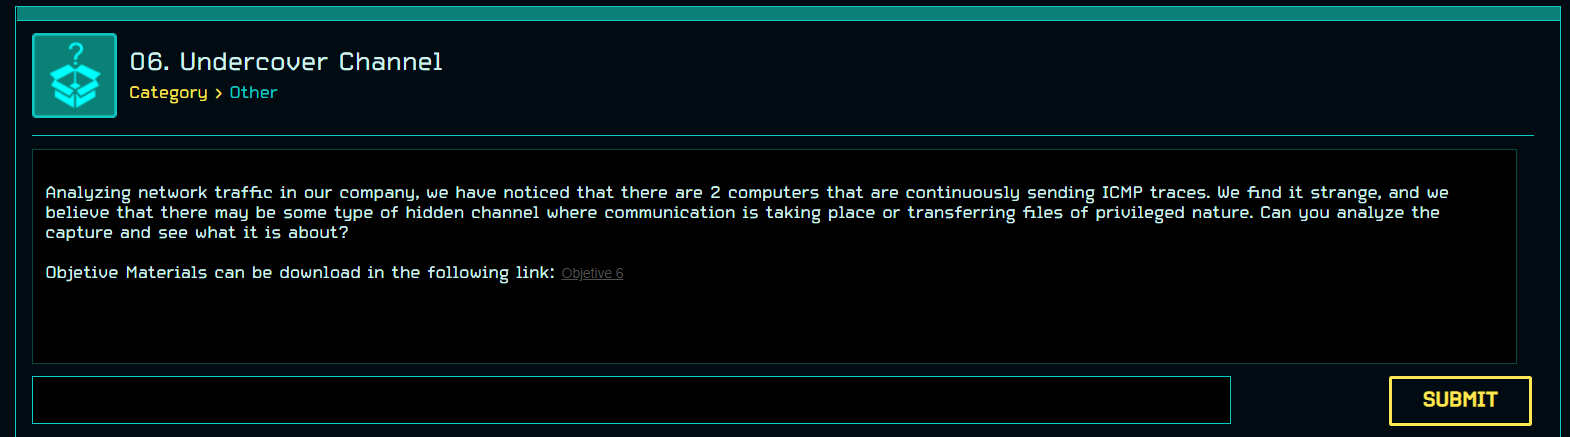 06. Undercover Channel
Category > Other
Analyzing network traffic in our company, we have noticed that there are 2 computers that are continuously sending ICMP traces. We find it strange, and we
believe that there may be some type of hidden channel where communication is taking place or transferring files of privileged nature. Can you analyze the
capture and see what it is about?
Objetive Materials can be download in the following link: Objetive 6
SUBMIT